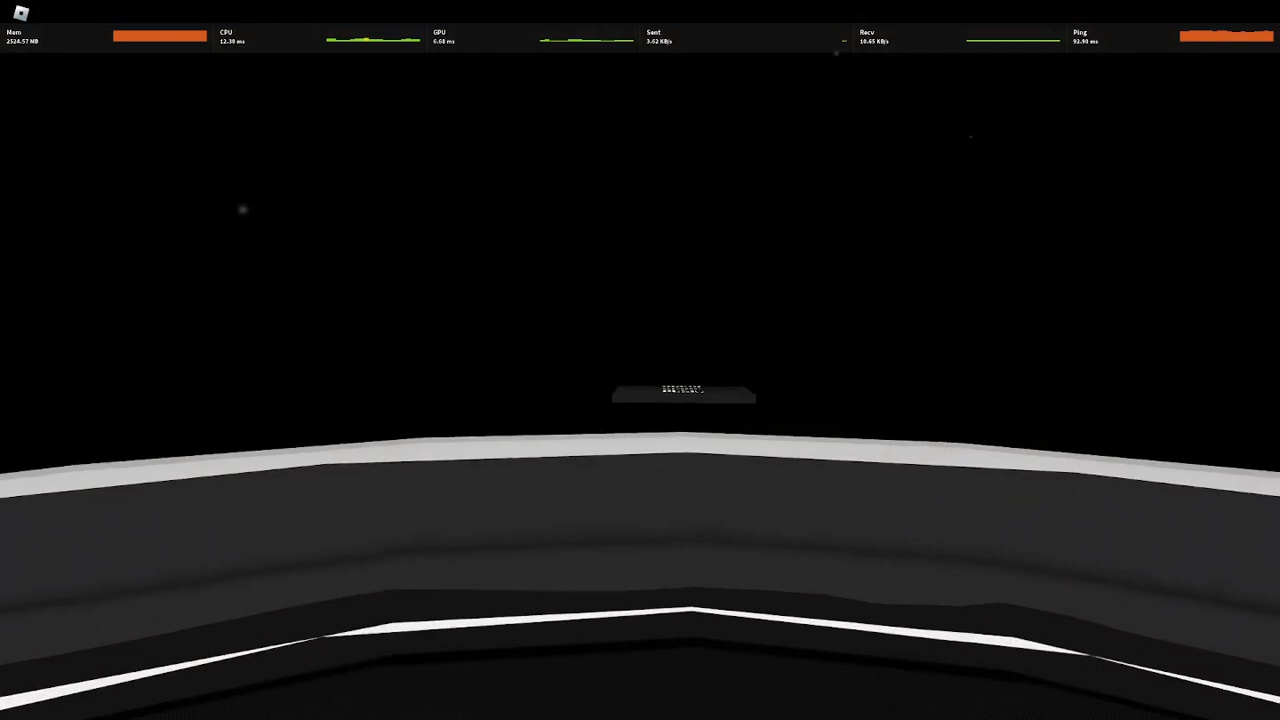 Mem
2524.57 MB
CPU
12.30 ms
GPU
6.68 ms
Sent
3.62 KB/s
Recv
10.65 KB/s
Ping
92.90 ms